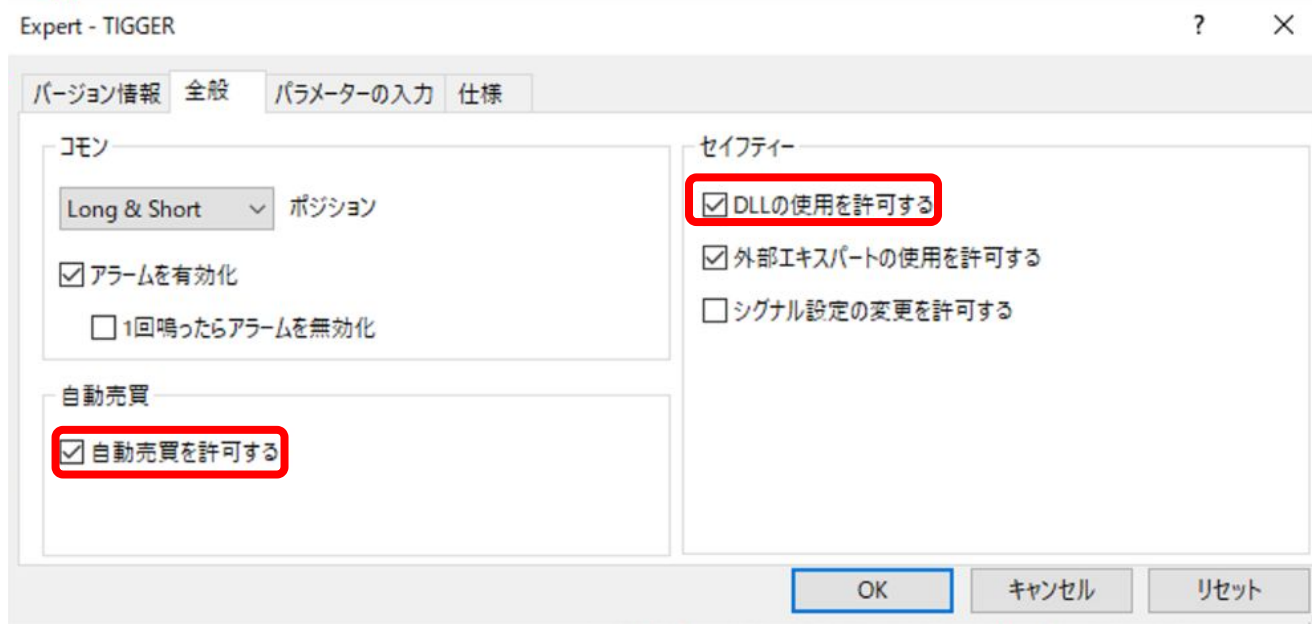 Expert - TIGGER
?
バージョン情報 全般 パラメーターの入力 仕様
コモン
Long & Short ポジション
アラームを有効化
1回鳴ったらアラームを無効化
自動売買
自動売買を許可する
セイフティー
DLLの使用を許可する
外部エキスパートの使用を許可する
シグナル設定の変更を許可する
OK キャンセル リセット